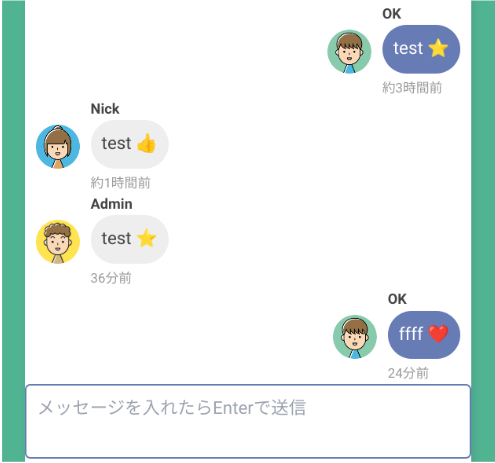 OK
test ⭐
約3時間前
Nick
test 👍
約1時間前
Admin
test ⭐
36分前
OK
ffff ❤️
24分前
メッセージを入れたらEnterで送信